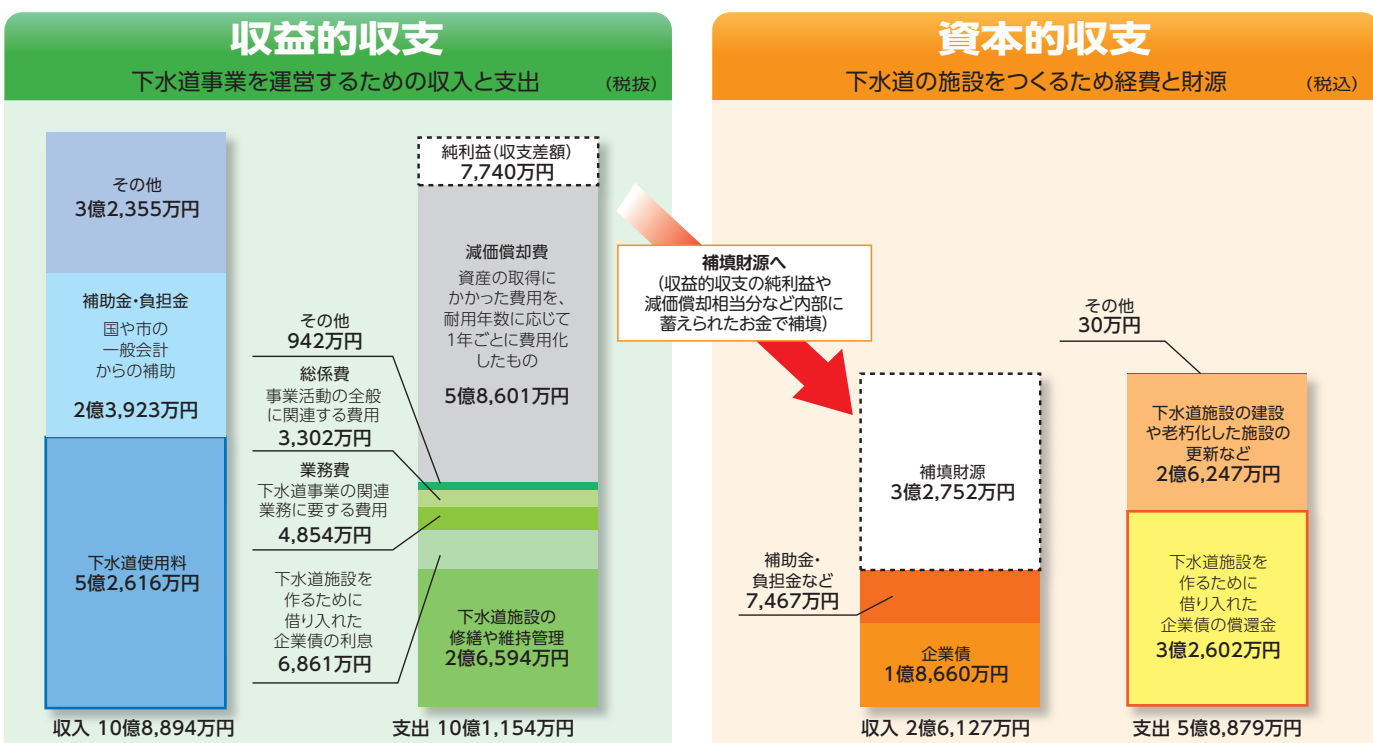 収益的収支
下水道事業を運営するための収入と支出 (税抜)
その他
3億2,355万円
補助金・負担金
国や市の
一般会計
からの補助
2億3,923万円
下水道使用料
5億2,616万円
収入 10億8,894万円
その他
942万円
総係費
事業活動の全般
に関連する費用
3,302万円
業務費
下水道事業の関連
業務に要する費用
4,854万円
下水道施設を
作るために
借り入れた
企業債の利息
6,861万円
純利益(収支差額)
7,740万円
減価償却費
資産の取得に
かかった費用を、
耐用年数に応じて
1年ごとに費用化
したもの
5億8,601万円
下水道施設の
修繕や維持管理
2億6,594万円
支出 10億1,154万円
補填財源へ
(収益的収支の純利益や
減価償却相当分など内部に
蓄えられたお金で補填)
資本的収支
下水道の施設をつくるため経費と財源 (税込)
補填財源
3億2,752万円
補助金・
負担金など
7,467万円
企業債
1億8,660万円
収入 2億6,127万円
その他
30万円
下水道施設の建設
や老朽化した施設の
更新など
2億6,247万円
下水道施設を
作るために
借り入れた
企業債の償還金
3億2,602万円
支出 5億8,879万円